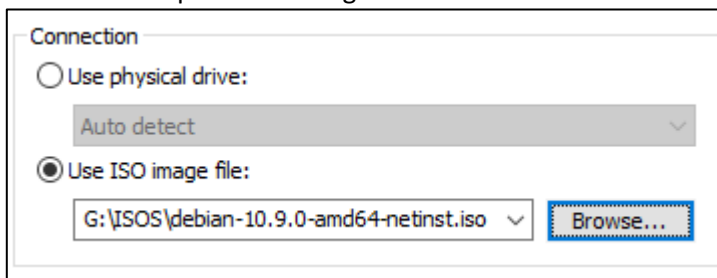 Connection
Use physical drive:
Auto detect
Use ISO image file:
G:\ISOS\debian-10.9.0-amd64-netinst.iso
Browse...